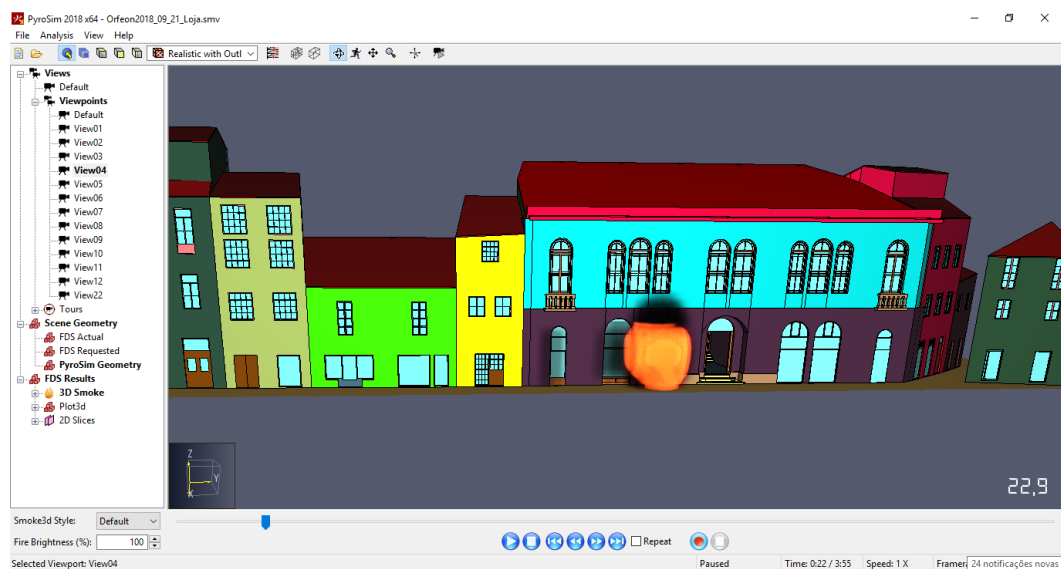 PyroSim 2018 x64 - Orfeon2018_09_21_Loja.smv
File Analysis View Help
Realistic with Outl
Views
Default
Viewpoints
Default
View01
View02
View03
View04
View05
View06
View07
View08
View09
View10
View11
View12
View22
Tours
Scene Geometry
FDS Actual
FDS Requested
PyroSim Geometry
FDS Results
3D Smoke
Plot3d
2D Slices
Z
Y
X
22,9
Smoke3d Style: Default
Fire Brightness (%): 100
Repeat
Selected Viewport: View04 Paused Time: 0:22 / 3:55 Speed: 1 X Framer 24 notificações novas